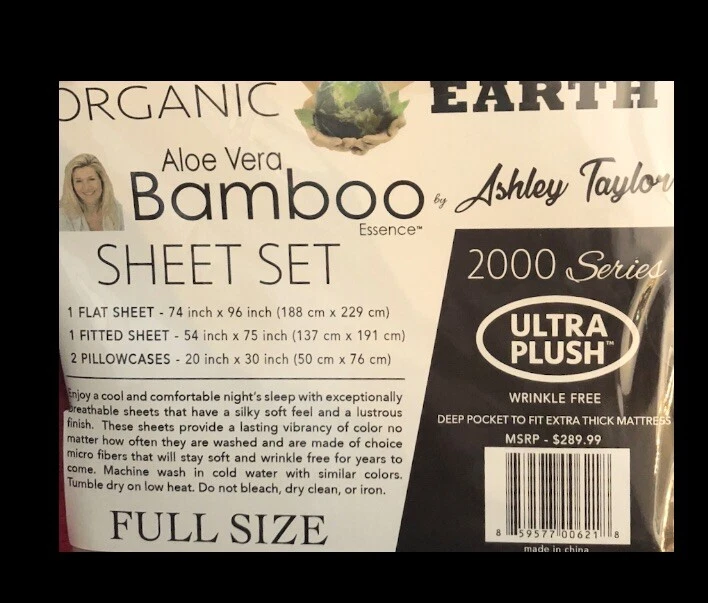 ORGANIC EARTH
Aloe Vera
Bamboo by Ashley Taylor
Essence™
SHEET SET
2000 Series
1 FLAT SHEET - 74 inch x 96 inch (188 cm x 229 cm)
1 FITTED SHEET - 54 inch x 75 inch (137 cm x 191 cm)
2 PILLOWCASES - 20 inch x 30 inch (50 cm x 76 cm)
ULTRA
PLUSH™
Enjoy a cool and comfortable night's sleep with exceptionally
breathable sheets that have a silky soft feel and a lustrous
finish. These sheets provide a lasting vibrancy of color no
matter how often they are washed and are made of choice
micro fibers that will stay soft and wrinkle free for years to
come. Machine wash in cold water with similar colors.
Tumble dry on low heat. Do not bleach, dry clean, or iron.
WRINKLE FREE
DEEP POCKET TO FIT EXTRA THICK MATTRESS
MSRP - $289.99
FULL SIZE
8 59577 00621 8
made in china